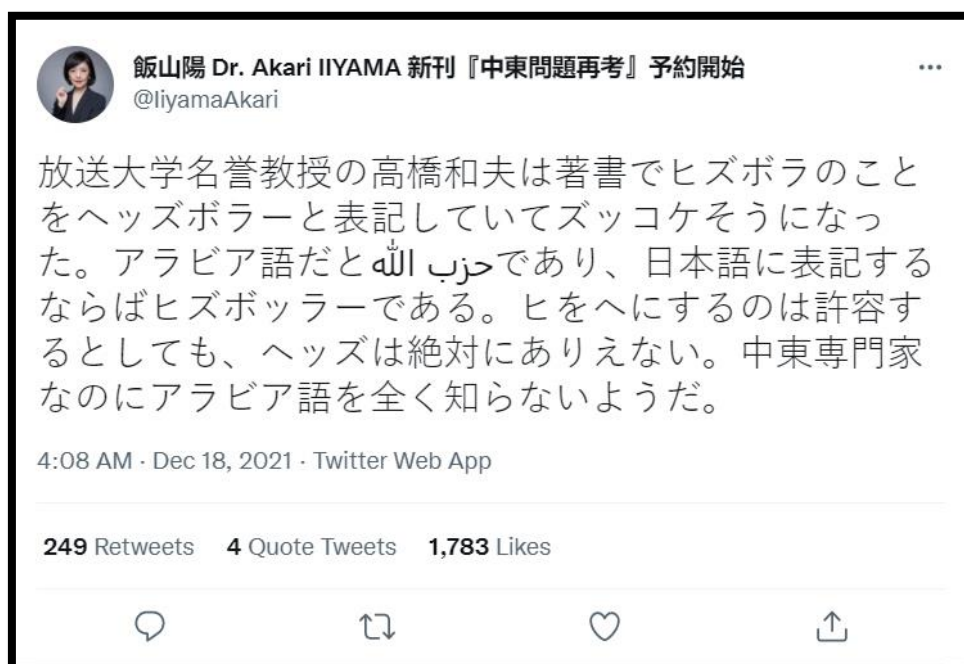 飯山陽 Dr. Akari IIYAMA 新刊『中東問題再考』予約開始
@IiyamaAkari
放送大学名誉教授の高橋和夫は著書でヒズボラのこと
をヘッズボラーと表記していてズッコケそうになっ
た。アラビア語だとحزب اللهであり、日本語に表記する
ならばヒズボッラーである。ヒをヘにするのは許容す
るとしても、ヘッズは絶対にありえない。中東専門家
なのにアラビア語を全く知らないようだ。
4:08 AM · Dec 18, 2021 · Twitter Web App
249 Retweets 4 Quote Tweets 1,783 Likes